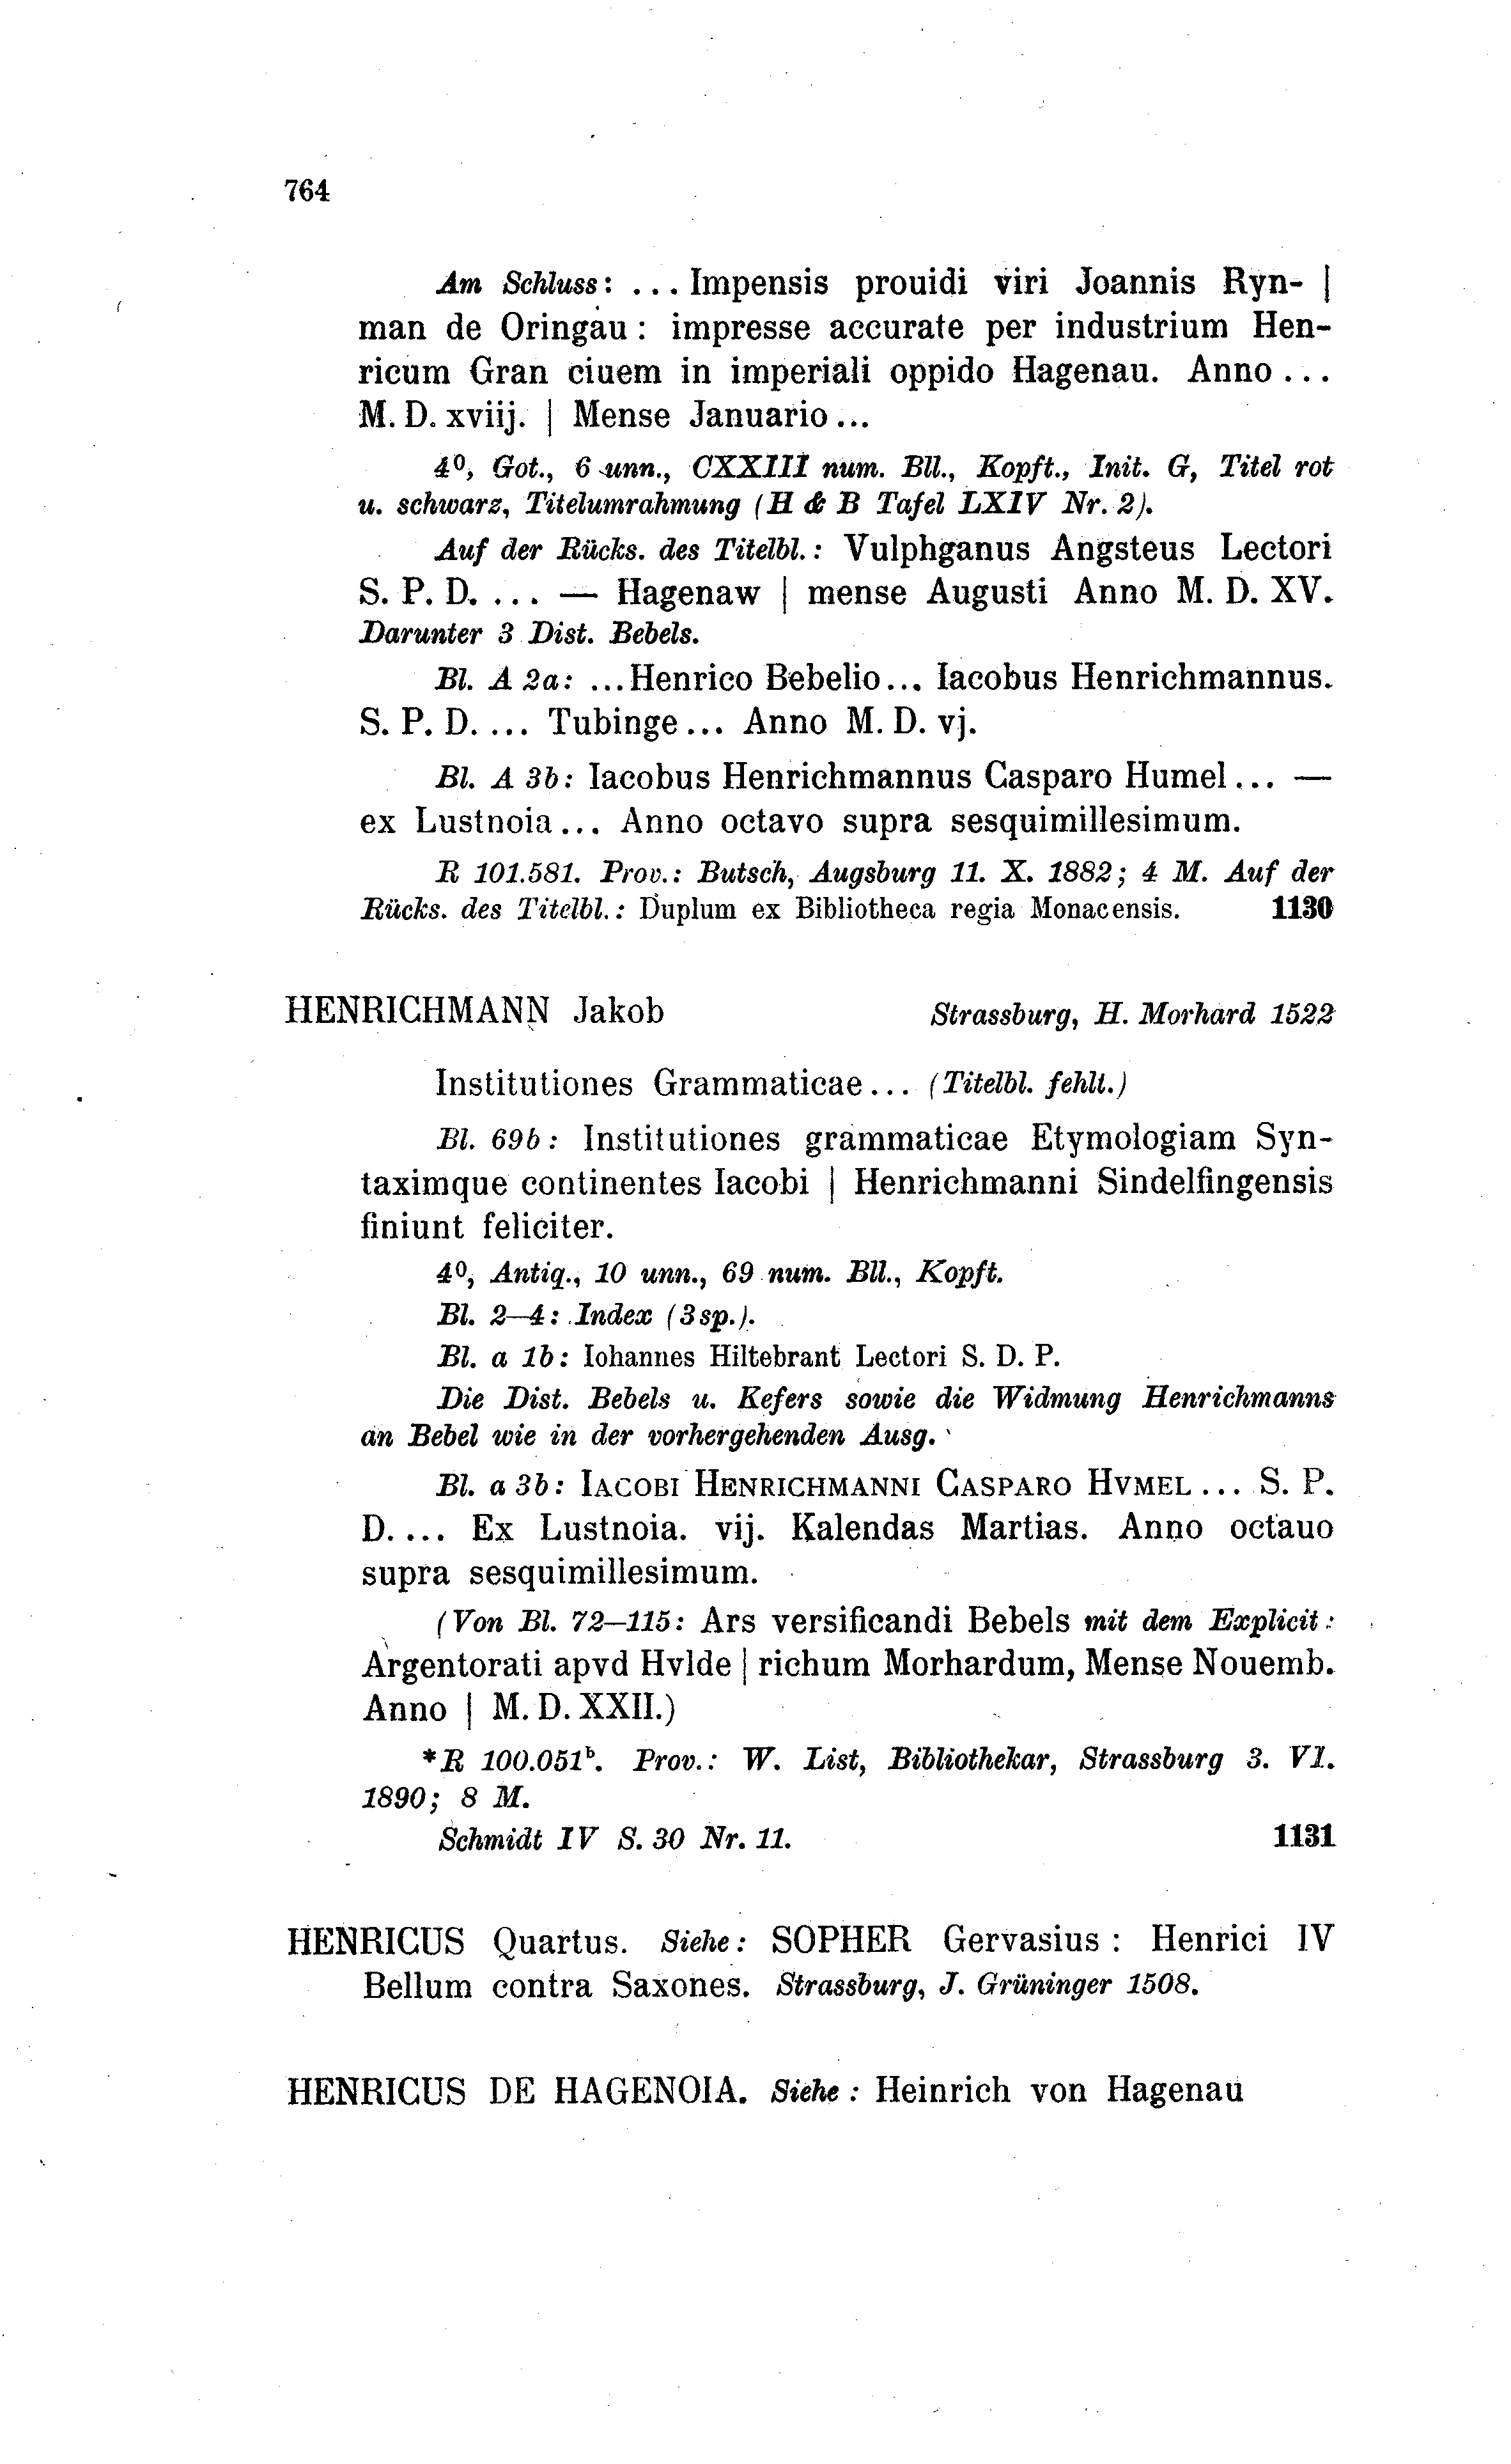 764
Am Schluss: ... Impensis prouidi viri Joannis Ryn- |
man de Oringau: impresse accurate per industrium Hen-
ricum Gran ciuem in imperiali oppido Hagenau. Anno ...
M. D. xviij. | Mense Januario ...
4⁰, Got., 6 unn., CXXIII num. Bll., Kopft., Init. G, Titel rot
u. schwarz, Titelumrahmung (H & B Tafel LXIV Nr. 2).
Auf der Rücks. des Titelbl.: Vulphganus Angsteus Lectori
S. P. D. ... — Hagenaw | mense Augusti Anno M. D. XV.
Darunter 3 Dist. Bebels.
Bl. A 2a: ... Henrico Bebelio ... Iacobus Henrichmannus.
S. P. D. ... Tubinge ... Anno M. D. vj.
Bl. A 3b: Iacobus Henrichmannus Casparo Humel ... —
ex Lustnoia ... Anno octavo supra sesquimillesimum.
R 101.581. Prov.: Butsch, Augsburg 11. X. 1882; 4 M. Auf der
Rücks. des Titelbl.: Duplum ex Bibliotheca regia Monacensis. 1130
HENRICHMANN Jakob Strassburg, H. Morhard 1522
Institutiones Grammaticae ... (Titelbl. fehlt.)
Bl. 69b: Institutiones grammaticae Etymologiam Syn-
taximque continentes Iacobi | Henrichmanni Sindelfingensis
finiunt feliciter.
4⁰, Antiq., 10 unn., 69 num. Bll., Kopft.
Bl. 2—4: Index (3 sp.).
Bl. a 1b: Iohannes Hiltebrant Lectori S. D. P.
Die Dist. Bebels u. Kefers sowie die Widmung Henrichmanns
an Bebel wie in der vorhergehenden Ausg.
Bl. a 3b: IACOBI HENRICHMANNI CASPARO HVMEL ... S. P.
D. ... Ex Lustnoia. vij. Kalendas Martias. Anno octauo
supra sesquimillesimum.
(Von Bl. 72—115: Ars versificandi Bebels mit dem Explicit:
Argentorati apvd Hvlde | richum Morhardum, Mense Nouemb.
Anno | M. D. XXII.)
*R 100.051ᵇ. Prov.: W. List, Bibliothekar, Strassburg 3. VI.
1890; 8 M.
Schmidt IV S. 30 Nr. 11. 1131
HENRICUS Quartus. Siehe: SOPHER Gervasius: Henrici IV
Bellum contra Saxones. Strassburg, J. Grüninger 1508.
HENRICUS DE HAGENOIA. Siehe: Heinrich von Hagenau